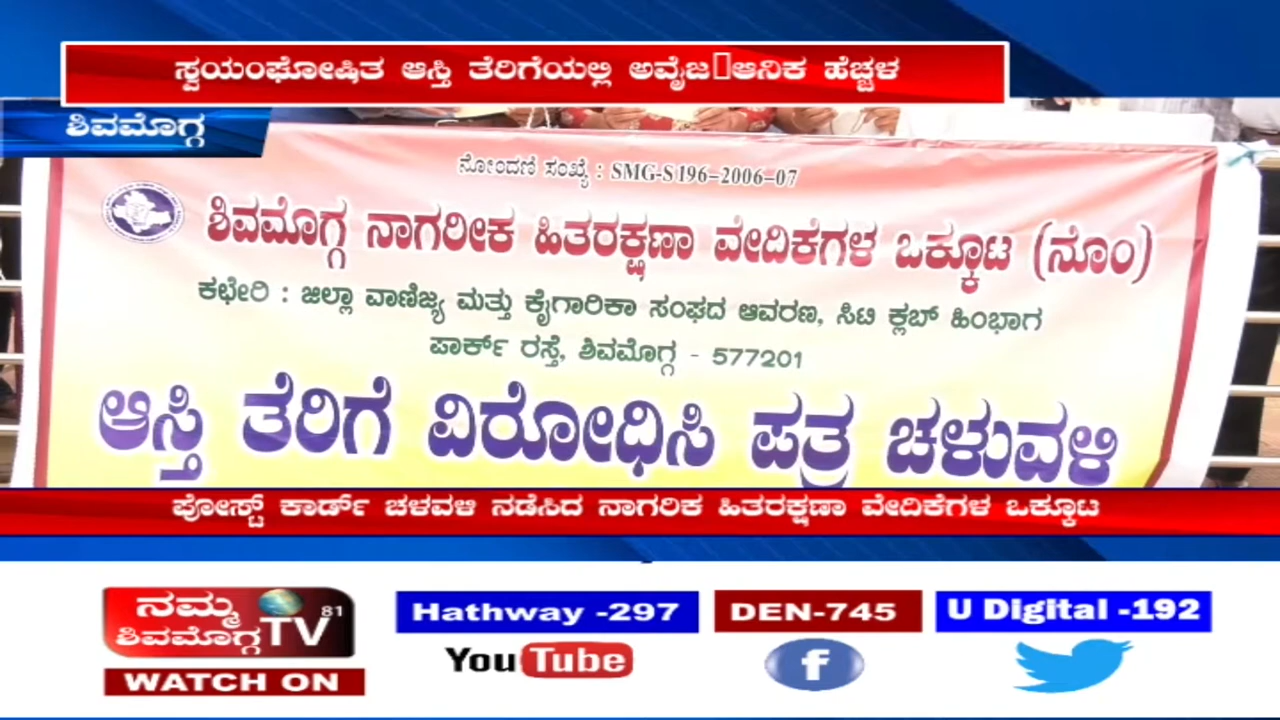 ಸ್ವಯಂಘೋಷಿತ ಆಸ್ತಿ ತೆರಿಗೆಯಲ್ಲಿ ಅವೈಜ಼್ಆನಿಕ ಹೆಚ್ಚಳ
ಶಿವಮೊಗ್ಗ
ನೋಂದಣಿ ಸಂಖ್ಯೆ : SMG-S196-2006-07
ಶಿವಮೊಗ್ಗ ನಾಗರೀಕ ಹಿತರಕ್ಷಣಾ ವೇದಿಕೆಗಳ ಒಕ್ಕೂಟ (ನೊಂ)
ಕಛೇರಿ : ಜಿಲ್ಲಾ ವಾಣಿಜ್ಯ ಮತ್ತು ಕೈಗಾರಿಕಾ ಸಂಘದ ಆವರಣ, ಸಿಟಿ ಕ್ಲಬ್ ಹಿಂಭಾಗ
ಪಾರ್ಕ್ ರಸ್ತೆ, ಶಿವಮೊಗ್ಗ - 577201
ಆಸ್ತಿ ತೆರಿಗೆ ವಿರೋಧಿಸಿ ಪತ್ರ ಚಳುವಳಿ
ಪೋಸ್ಟ್ ಕಾರ್ಡ್ ಚಳವಳಿ ನಡೆಸಿದ ನಾಗರಿಕ ಹಿತರಕ್ಷಣಾ ವೇದಿಕೆಗಳ ಒಕ್ಕೂಟ
ನಮ್ಮ 81
ಶಿವಮೊಗ್ಗ TV
WATCH ON
Hathway -297
DEN-745
U Digital -192
YouTube
f